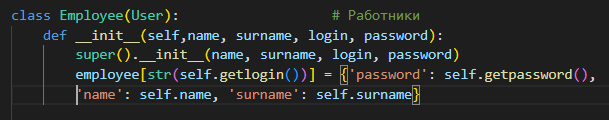 class Employee(User):                   # Работники
    def __init__(self,name, surname, login, password):
        super().__init__(name, surname, login, password)
        employee[str(self.getlogin())] = {'password': self.getpassword(),
        'name': self.name, 'surname': self.surname}